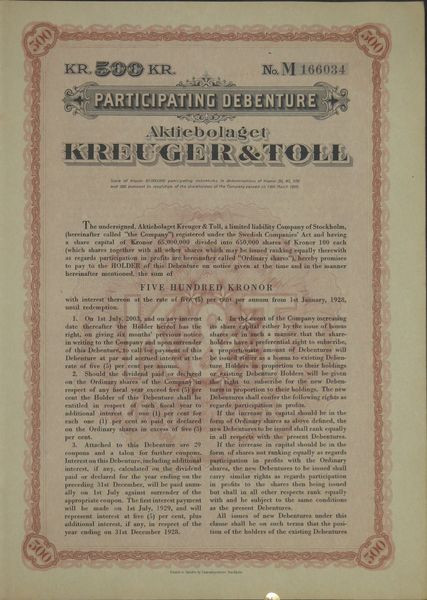 500 500
KR. 500 KR. No. M 166034
PARTICIPATING DEBENTURE
Aktiebolaget
KREUGER & TOLL
Issue of Kronor participating debentures in denominations of Kronor 20, 40, 100
and 500 pursuant to resolution of the shareholders of the Company passed on 14th March 1928.
The undersigned, Aktiebolaget Kreuger & Toll, a limited liability Company of Stockholm,
(hereinafter called "the Company") registered under the Swedish Companies' Act and having
a share capital of Kronor 65,000,000 divided into 650,000 shares of Kronor 100 each
(which shares together with all other shares which may be issued ranking equally therewith
as regards participation in profits are hereinafter called "Ordinary shares"), hereby promises
to pay to the HOLDER of this Debenture on notice given at the time and in the manner
hereinafter mentioned, the sum of
FIVE HUNDRED KRONOR
with interest thereon at the rate of five (5) per cent per annum from 1st January, 1928,
until redemption.
1. On 1st July, 2003, and on any interest
date thereafter the Holder hereof has the
right, on giving six months' previous notice
in writing to the Company and upon surrender
of this Debenture, to call for payment of this
Debenture at par and accrued interest at the
rate of five (5) per cent per annum.
2. Should the dividend paid or declared
on the Ordinary shares of the Company in
respect of any fiscal year exceed five (5) per
cent the Holder of this Debenture shall be
entitled in respect of such fiscal year to
additional interest of one (1) per cent for
each one (1) per cent so paid or declared
on the Ordinary shares in excess of five (5)
per cent.
3. Attached to this Debenture are 29
coupons and a talon for further coupons.
Interest on this Debenture, including additional
interest, if any, calculated on the dividend
paid or declared for the year ending on the
preceding 31st December, will be paid annu-
ally on 1st July against surrender of the
appropriate coupon. The first interest payment
will be made on 1st July, 1929, and will
represent interest at five (5) per cent, plus
additional interest, if any, in respect of the
year ending on 31st December 1928.
4. In the event of the Company increasing
its share capital either by the issue of bonus
shares or in such a manner, that the share-
holders have preferential right to subscribe,
a proportionate amount of Debentures will
be issued either as a bonus to existing Deben-
ture Holders in proportion to their holdings
or existing Debenture Holders will be given
the right to subscribe for the new Deben-
tures in proportion to their holdings. The new
Debentures shall confer the following rights as
regards participation in profits.
If the increase in capital should be in the
form of Ordinary shares as above defined, the
new Debentures to be issued shall rank equally
in all respects with the present Debentures.
If the increase in capital should be in the
form of shares not ranking equally as regards
participation in profits with the Ordinary
shares, the new Debentures to be issued shall
carry similar rights as regards participation
in profits to the shares then being issued
but shall in all other respects rank equally
with and be subject to the same conditions
as the present Debentures.
All issues of new Debentures under this
clause shall be on such terms that the posi-
tion of the holders of the existing Debentures
500 500